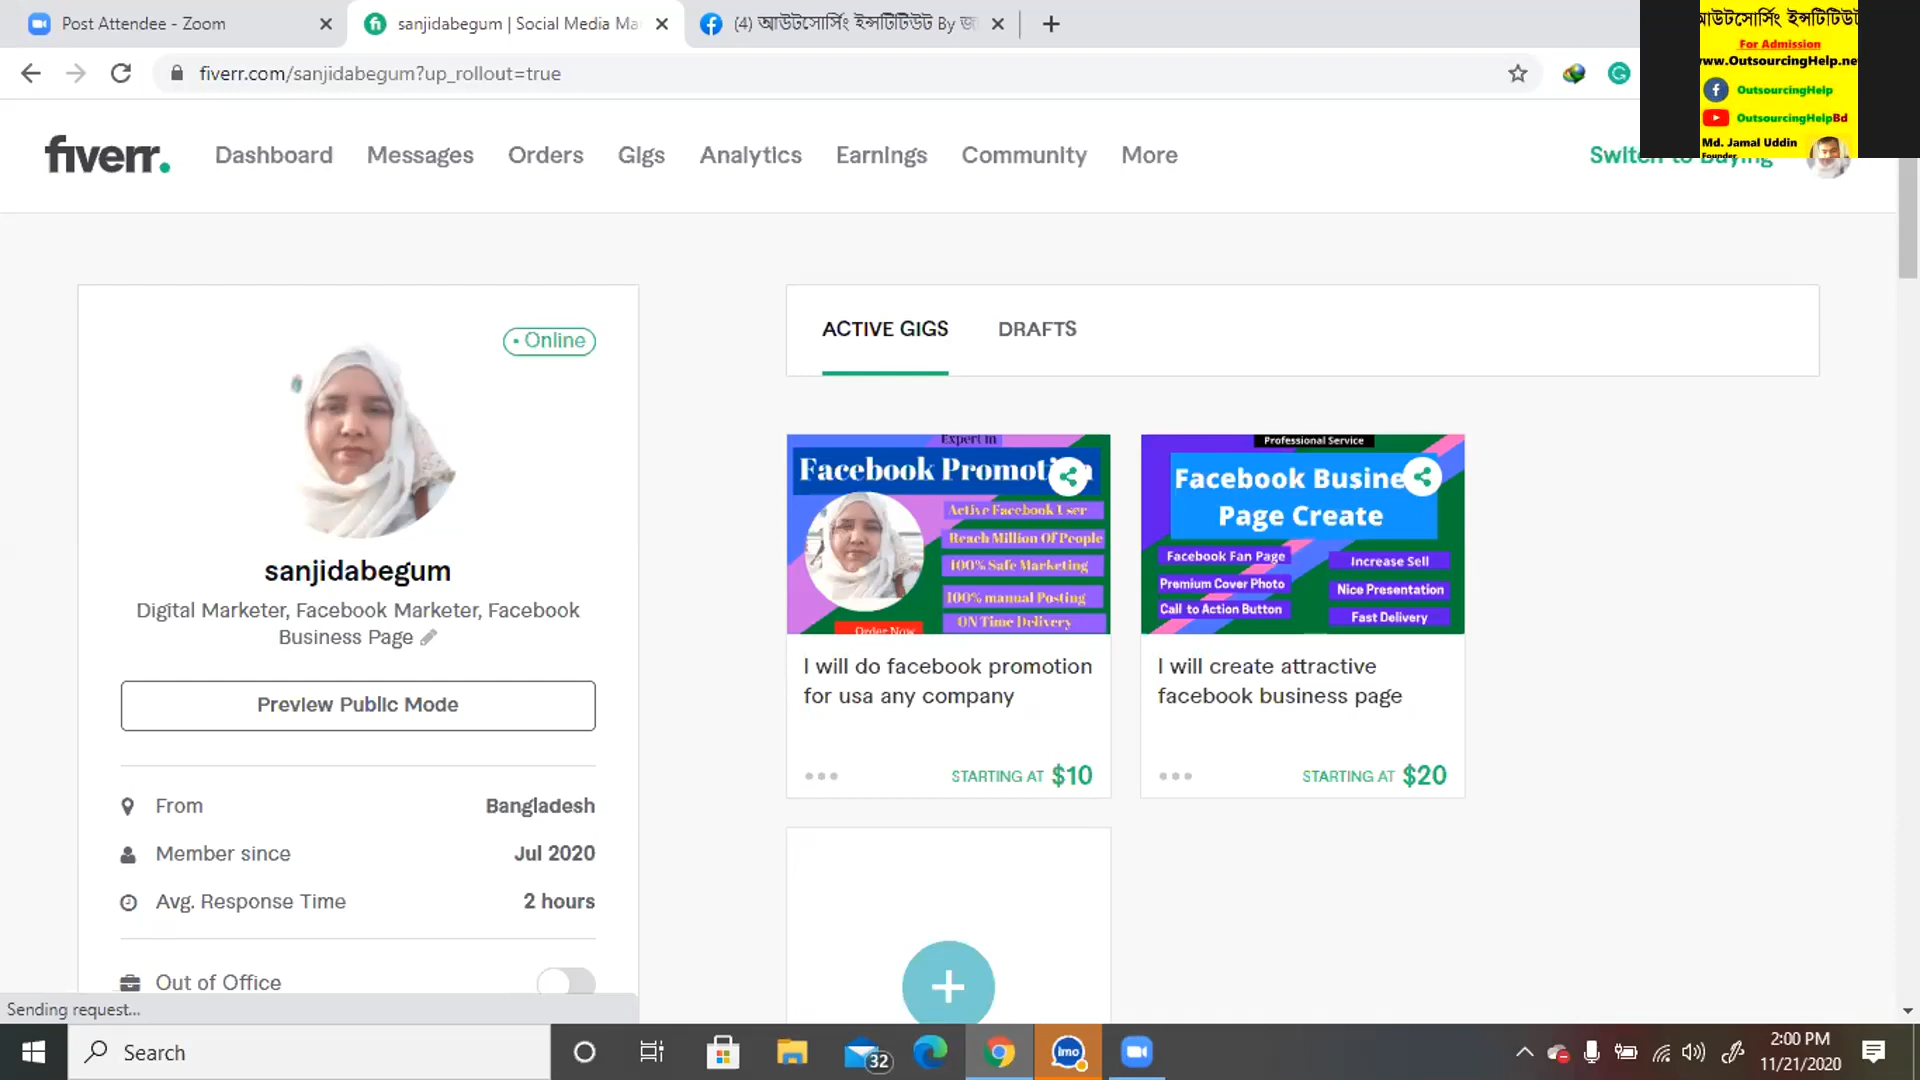 Post Attendee - Zoom
sanjidabegum | Social Media Ma
(4) আউটসোর্সিং ইন্সটিটিউট By
fiverr.com/sanjidabegum?up_rollout=true
আউটসোর্সিং ইন্সটিটিউট
For Admission
www.OutsourcingHelp.ne
OutsourcingHelp
OutsourcingHelpBd
Md. Jamal Uddin
Founder
fiverr.
Dashboard
Messages
Orders
Gigs
Analytics
Earnings
Community
More
Switch to Buying
• Online
sanjidabegum
Digital Marketer, Facebook Marketer, Facebook
Business Page
Preview Public Mode
From
Bangladesh
Member since
Jul 2020
Avg. Response Time
2 hours
Out of Office
Sending request...
ACTIVE GIGS
DRAFTS
Expert In
Facebook Promotion
Active Facebook User
Reach Million Of People
100% Safe Marketing
100% manual Posting
ON Time Delivery
Order Now
I will do facebook promotion
for usa any company
STARTING AT $10
Professional Service
Facebook Busine
Page Create
Facebook Fan Page
Premium Cover Photo
Call to Action Button
Increase Sell
Nice Presentation
Fast Delivery
I will create attractive
facebook business page
STARTING AT $20
Search
32
imo
2:00 PM
11/21/2020